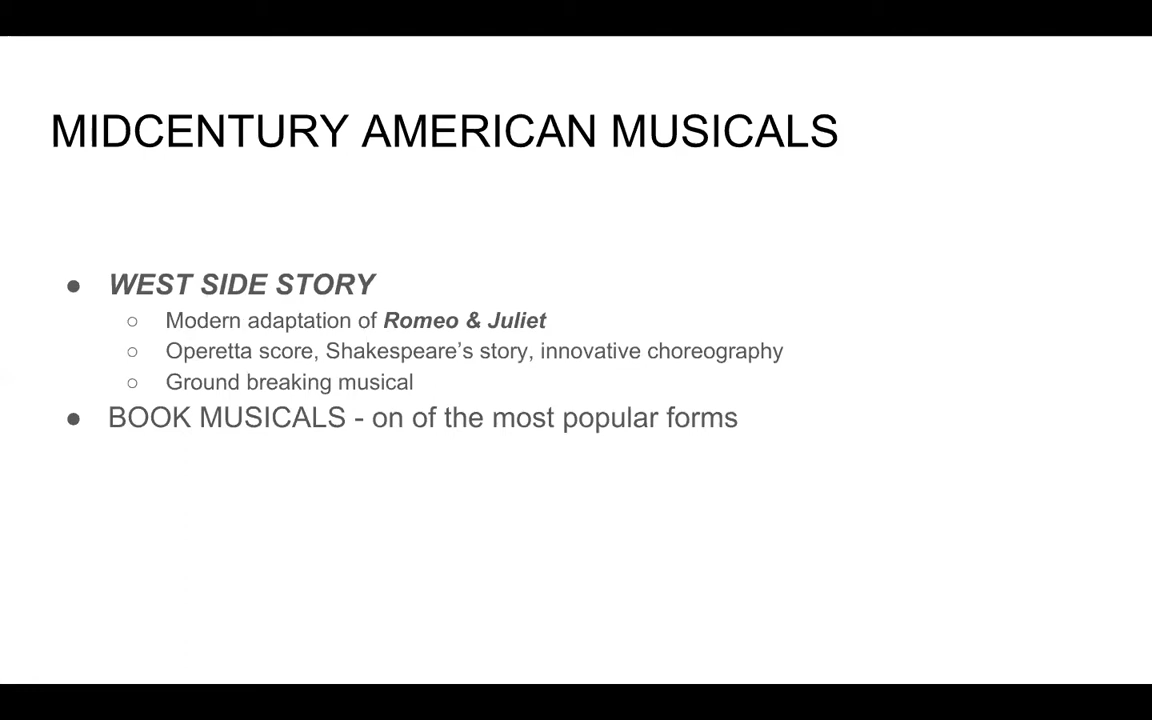 MIDCENTURY AMERICAN MUSICALS
● WEST SIDE STORY
○ Modern adaptation of Romeo & Juliet
○ Operetta score, Shakespeare’s story, innovative choreography
○ Ground breaking musical
● BOOK MUSICALS - on of the most popular forms